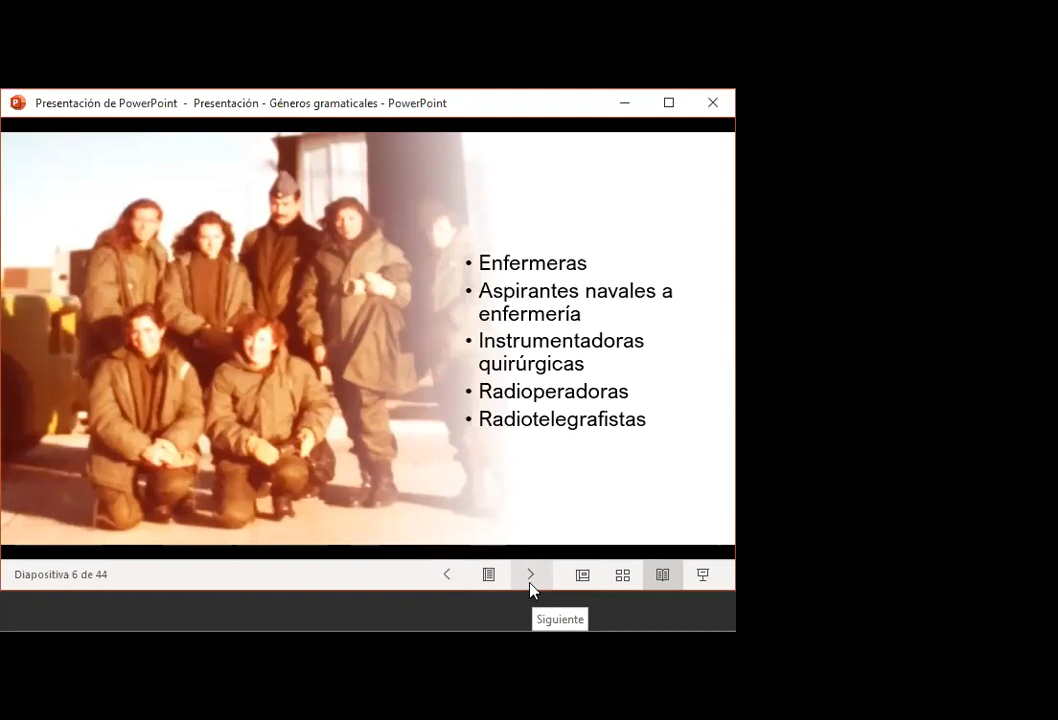 Presentación de PowerPoint - Presentación - Géneros gramaticales - PowerPoint
• Enfermeras
• Aspirantes navales a
enfermería
• Instrumentadoras
quirúrgicas
• Radioperadoras
• Radiotelegrafistas
Diapositiva 6 de 44
Siguiente